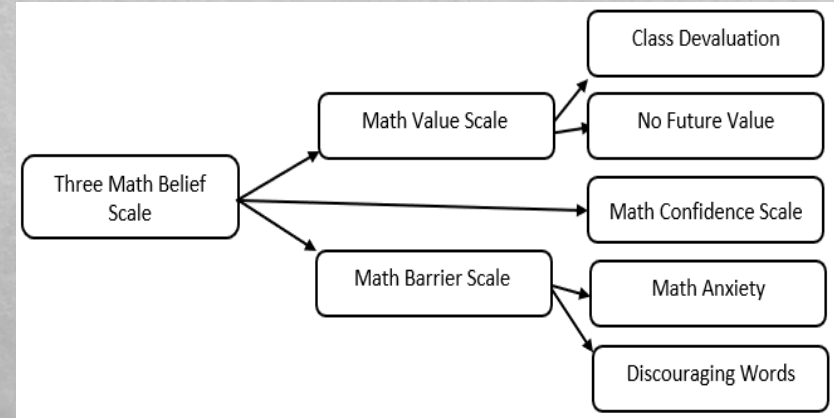 Class Devaluation
Math Value Scale
No Future Value
Three Math Belief
Scale
Math Confidence Scale
Math Barrier Scale
Math Anxiety
Discouraging Words